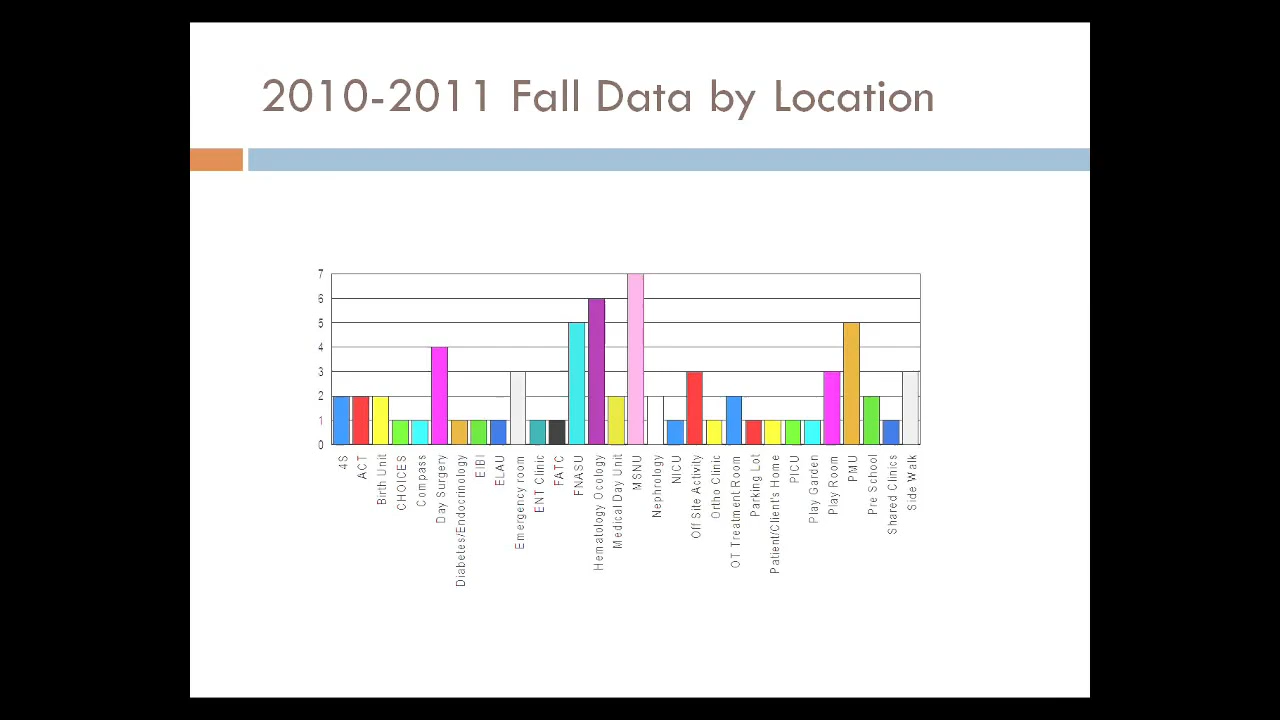 2010-2011 Fall Data by Location
7
6
5
4
3
2
1
0
4S
ACT
Birth Unit
CHOICES
Compass
Day Surgery
Diabetes/Endocrinology
EIBI
ELAU
Emergency room
ENT Clinic
FATC
FNASU
Hematology Ocology
Medical Day Unit
MSNU
Nephrology
NICU
Off Site Activity
Ortho Clinic
OT Treatment Room
Parking Lot
Patient/Client's Home
PICU
Play Garden
Play Room
PMU
Pre School
Shared Clinics
Side Walk